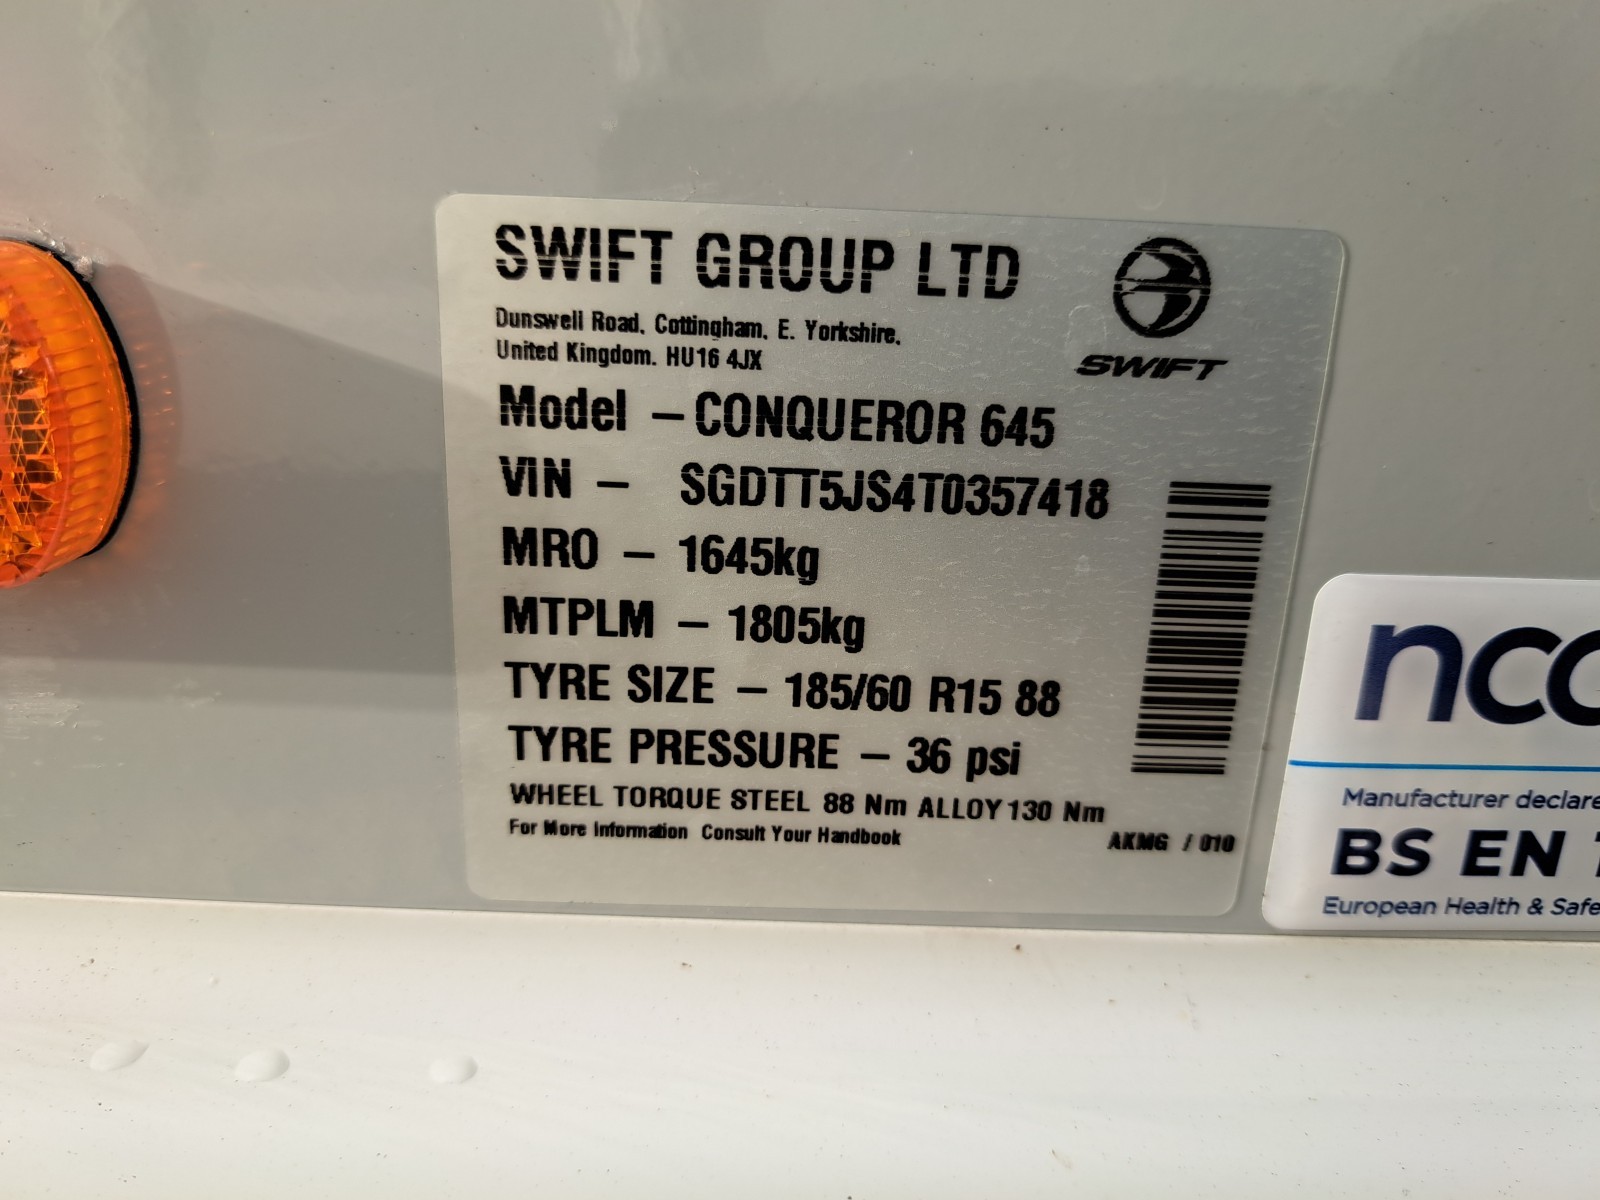 SWIFT GROUP LTD
Dunswell Road, Cottingham, E. Yorkshire,
United Kingdom. HU16 4JX
SWIFT
Model – CONQUEROR 645
VIN – SGDTT5JS4T0357418
MRO – 1645kg
MTPLM – 1805kg
TYRE SIZE – 185/60 R15 88
TYRE PRESSURE – 36 psi
WHEEL TORQUE STEEL 88 Nm ALLOY 130 Nm
For More Information Consult Your Handbook
AKMG / 010
ncc
Manufacturer declare
BS EN 1
European Health & Safe